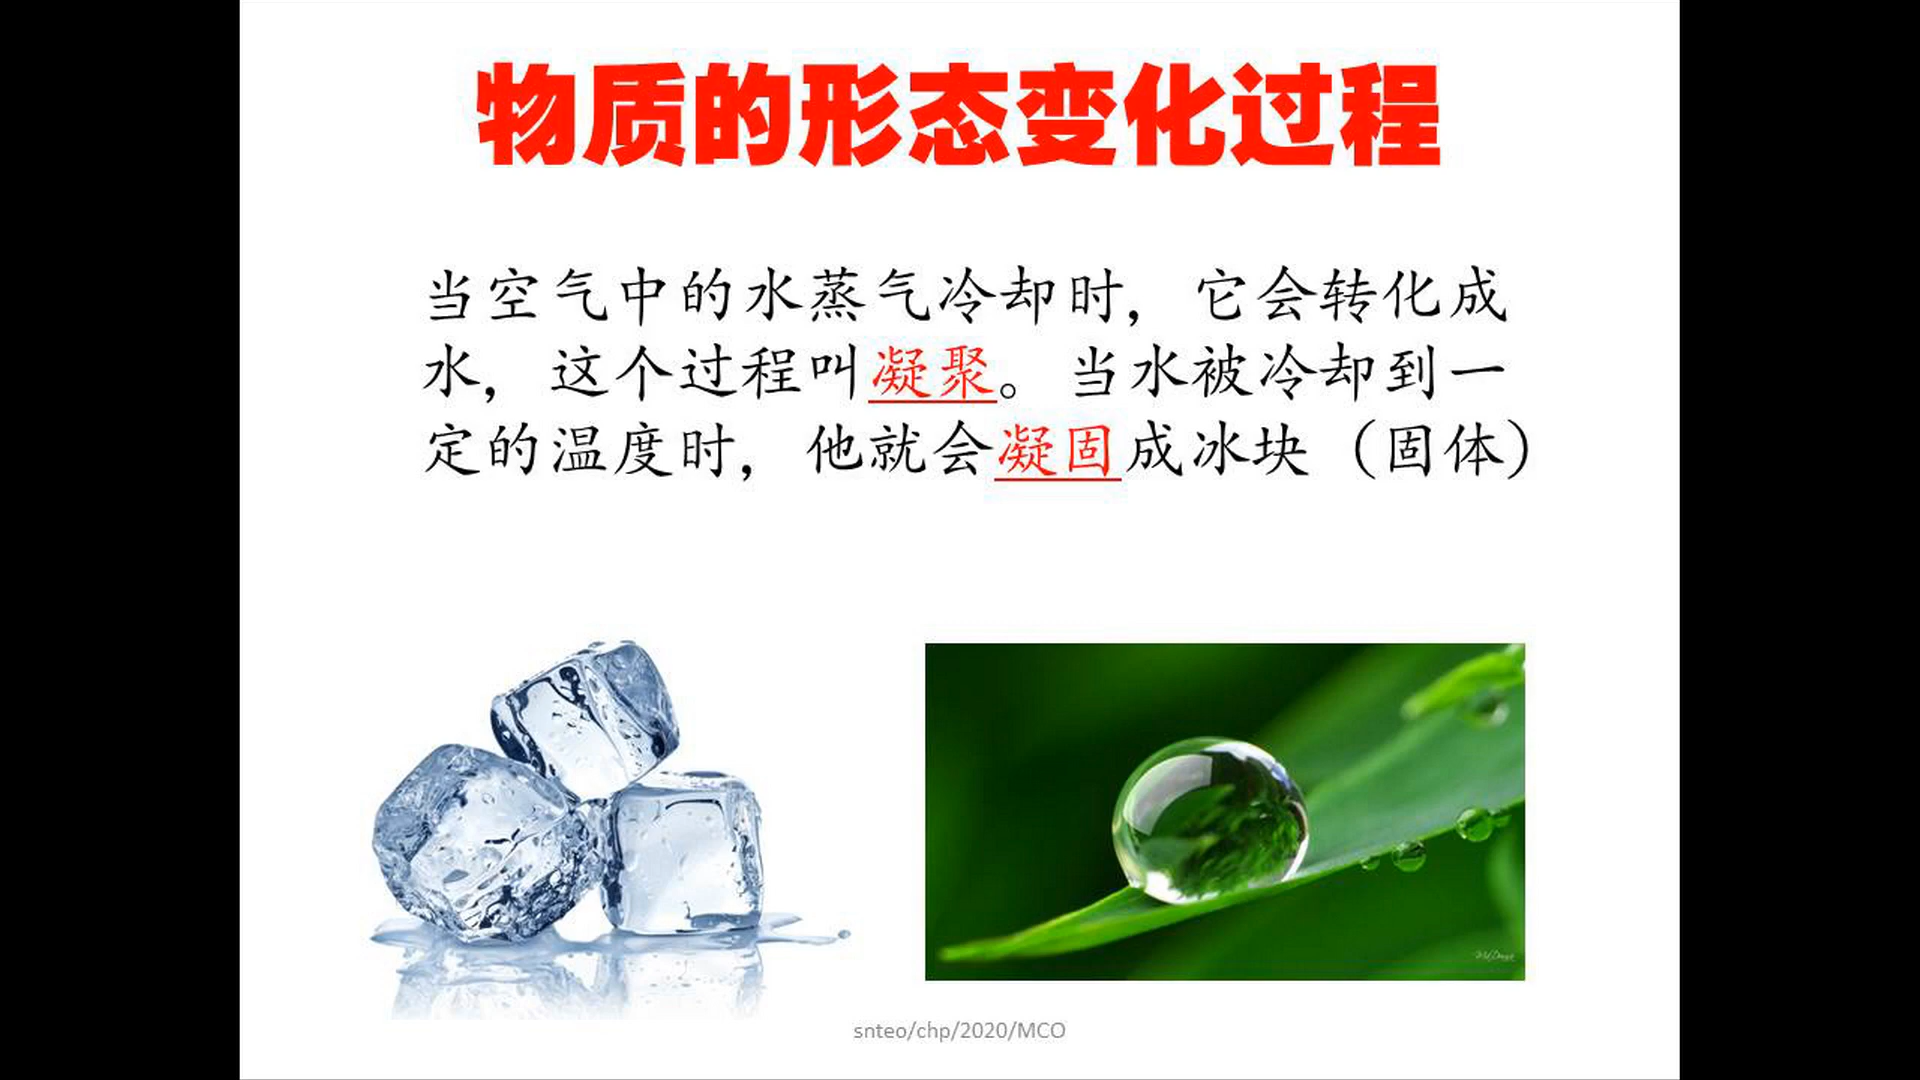 物质的形态变化过程
当空气中的水蒸气冷却时，它会转化成
水，这个过程叫凝聚。当水被冷却到一
定的温度时，他就会凝固成冰块（固体）
snteo/chp/2020/MCO